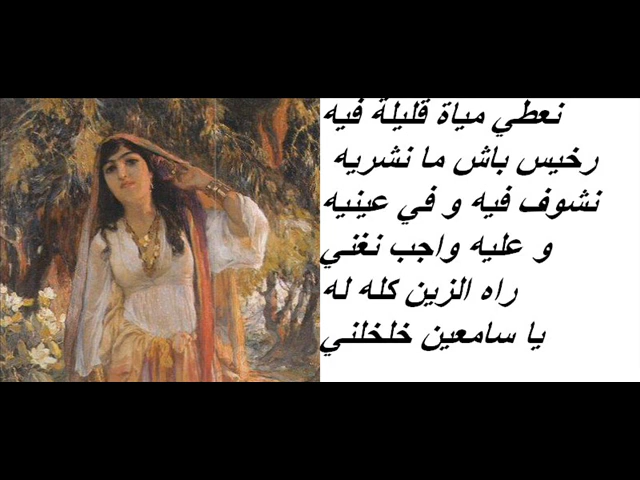 نعطي مياة قليلة فيه
رخيس باش ما نشريه
نشوف فيه و في عينيه
و عليه واجب نغني
راه الزين كله له
يا سامعين خلخلني